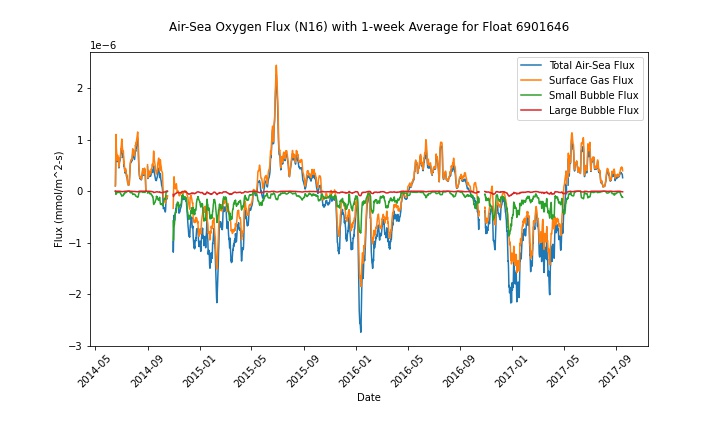 Air-Sea Oxygen Flux (N16) with 1-week Average for Float 6901646
1e−6
Total Air-Sea Flux
Surface Gas Flux
Small Bubble Flux
Large Bubble Flux
2
1
0
−1
−2
−3
Flux (mmol/m^2-s)
2014-05
2014-09
2015-01
2015-05
2015-09
2016-01
2016-05
2016-09
2017-01
2017-05
2017-09
Date